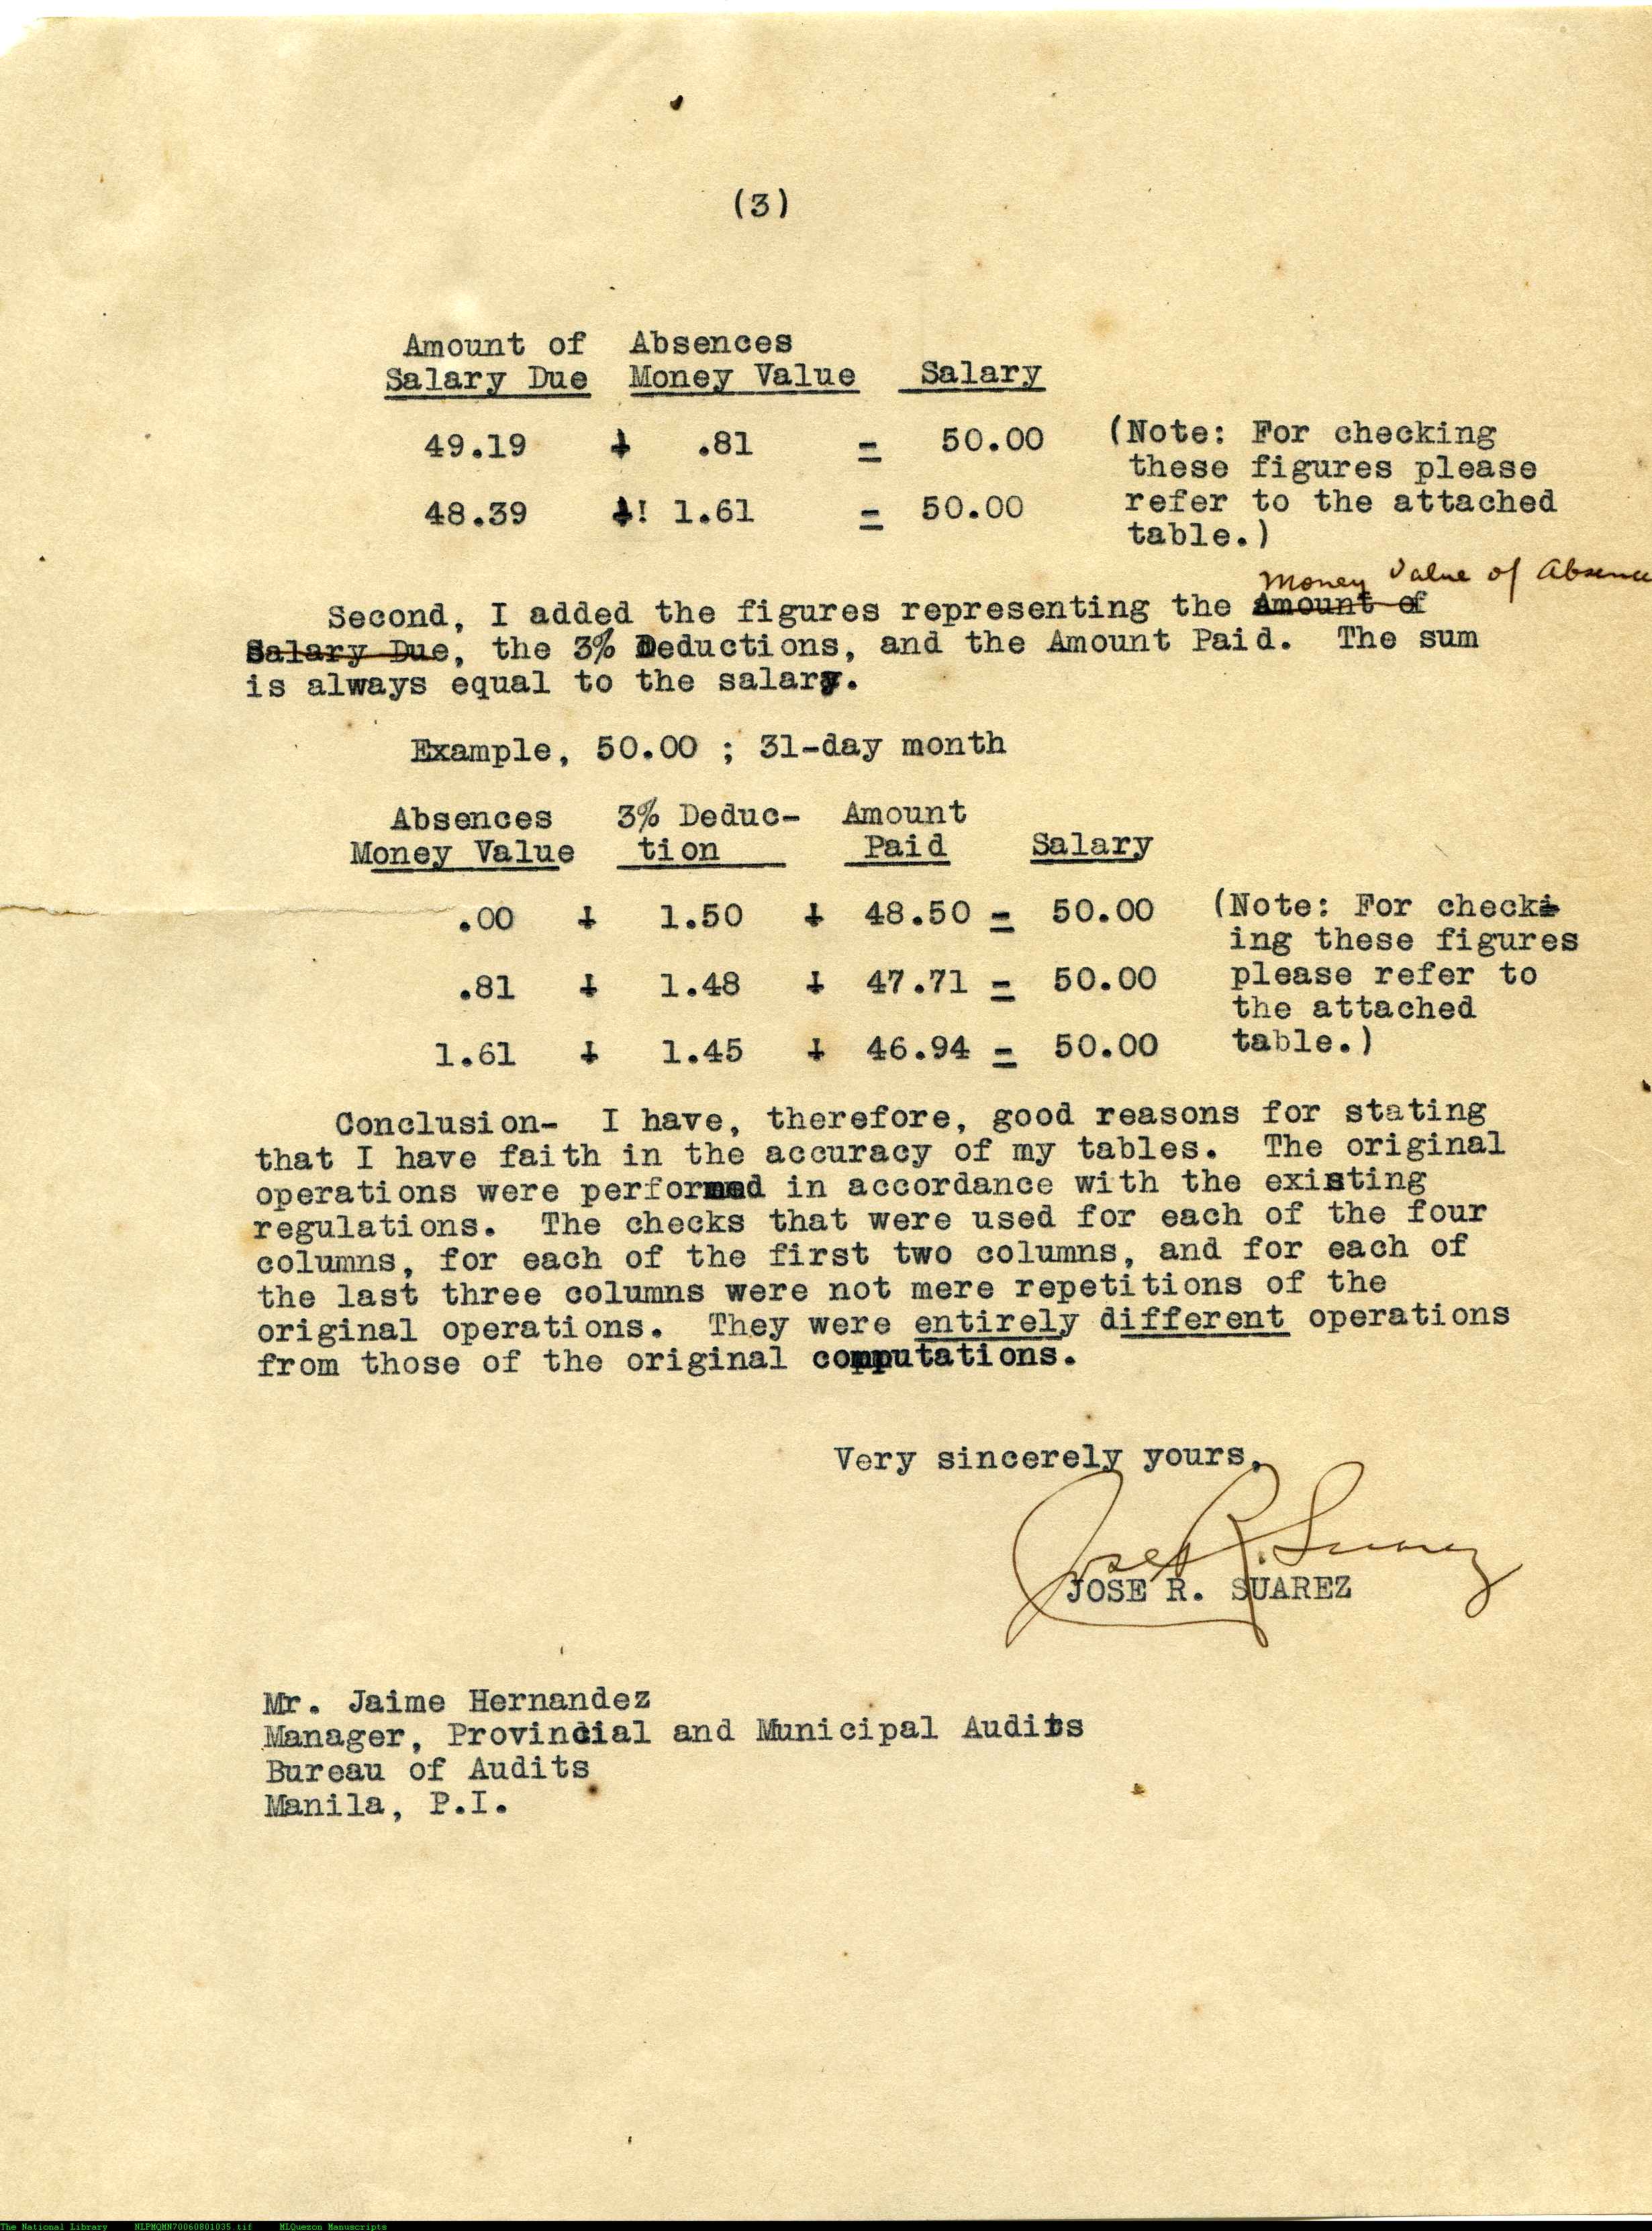 (3)
Amount of Absences
Salary Due Money Value Salary
49.19 + .81 = 50.00 (Note: For checking
these figures please
48.39 +! 1.61 = 50.00 refer to the attached
table.)
Money Value of Absence
Second, I added the figures representing the Amount of
Salary Due, the 3% Deductions, and the Amount Paid. The sum
is always equal to the salary.
Example, 50.00 ; 31-day month
Absences 3% Deduc- Amount
Money Value tion Paid Salary
.00 + 1.50 + 48.50 = 50.00 (Note: For check-
ing these figures
.81 + 1.48 + 47.71 = 50.00 please refer to
the attached
1.61 + 1.45 + 46.94 = 50.00 table.)
Conclusion- I have, therefore, good reasons for stating
that I have faith in the accuracy of my tables. The original
operations were performed in accordance with the existing
regulations. The checks that were used for each of the four
columns, for each of the first two columns, and for each of
the last three columns were not mere repetitions of the
original operations. They were entirely different operations
from those of the original computations.
Very sincerely yours,
Jose R. Suarez
JOSE R. SUAREZ
Mr. Jaime Hernandez
Manager, Provincial and Municipal Audits
Bureau of Audits
Manila, P.I.
The National Library NLPMQMN70060801035.tif MLQuezon Manuscripts